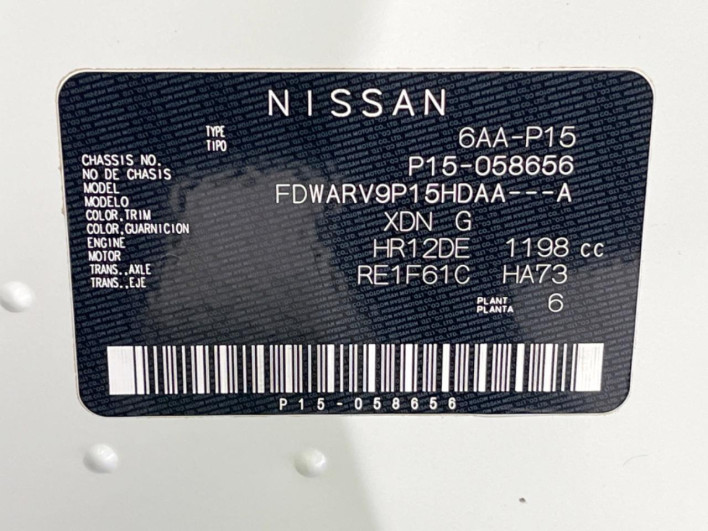 NISSAN
TYPE
TIPO 6AA-P15
CHASSIS NO. P15-058656
NO DE CHASIS
MODEL FDWARV9P15HDAA---A
MODELO
COLOR,TRIM XDN G
COLOR,GUARNICION
ENGINE HR12DE 1198 cc
MOTOR
TRANS.,AXLE RE1F61C HA73
TRANS.,EJE
PLANT 6
PLANTA
P15-058656